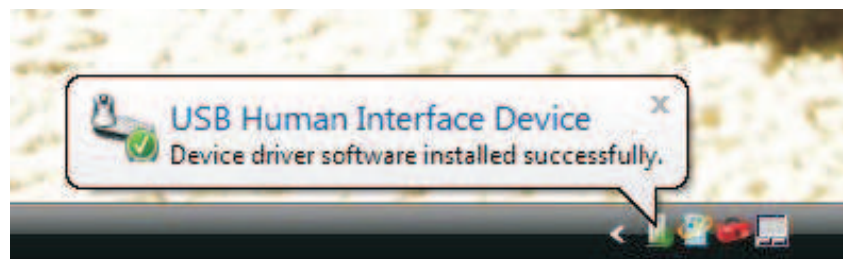 USB Human Interface Device
Device driver software installed successfully.